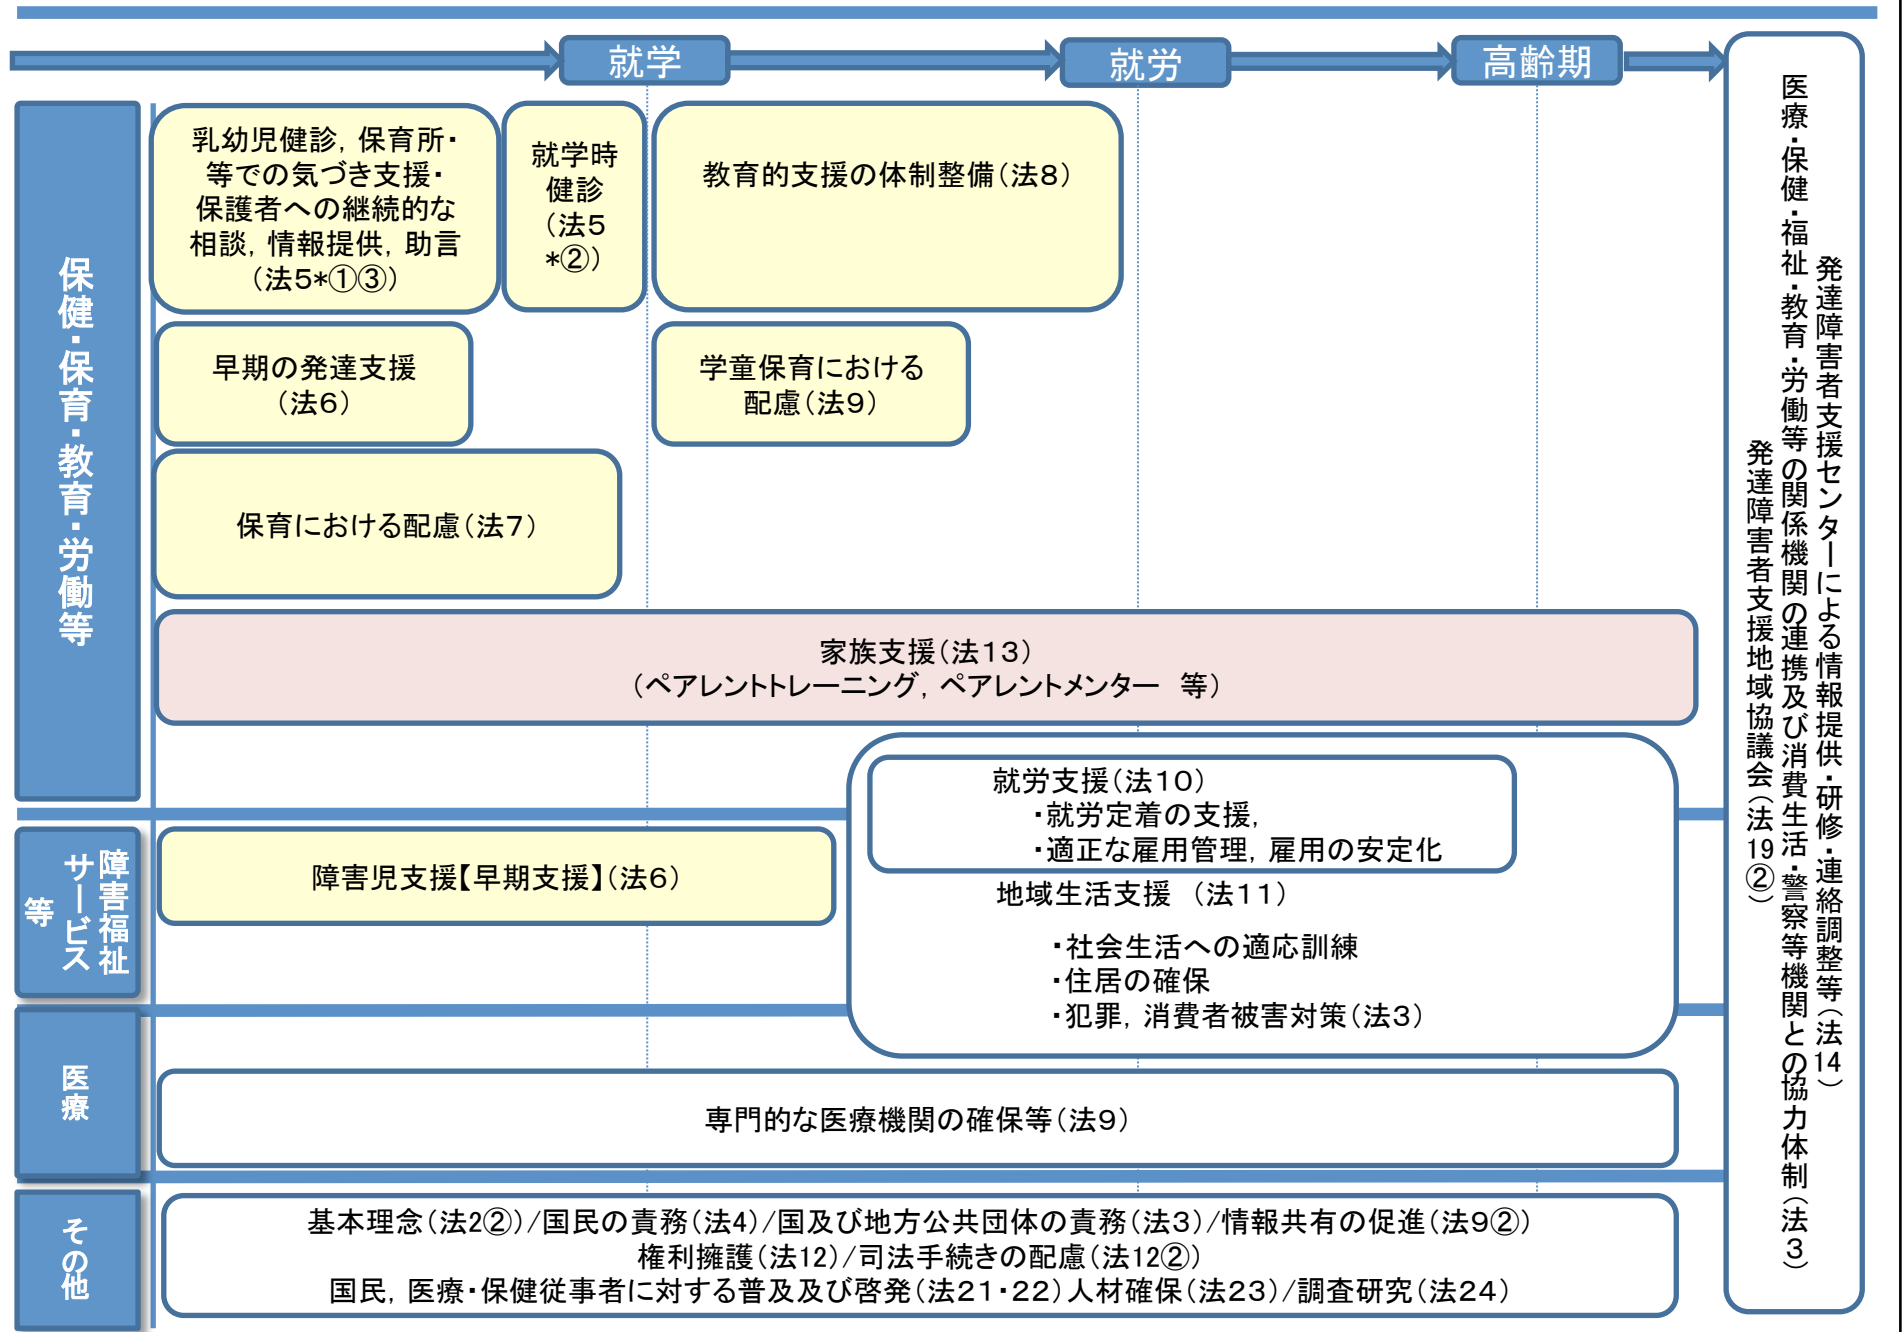 就学
就労
高齢期
保健・保育・教育・労働等
乳幼児健診，保育所・
等での気づき支援・
保護者への継続的な
相談，情報提供，助言
（法5*①③）
就学時
健診
（法5
*②）
教育的支援の体制整備（法8）
早期の発達支援
（法6）
学童保育における
配慮（法9）
保育における配慮（法7）
家族支援（法13）
（ペアレントトレーニング，ペアレントメンター　等）
就労支援（法10）
・就労定着の支援，
・適正な雇用管理，雇用の安定化
障害福祉
サービス
等
障害児支援【早期支援】（法6）
地域生活支援　（法11）
・社会生活への適応訓練
・住居の確保
・犯罪，消費者被害対策（法3）
医療
専門的な医療機関の確保等（法9）
その他
基本理念（法2②）/国民の責務（法4）/国及び地方公共団体の責務（法3）/情報共有の促進（法9②）
権利擁護（法12）/司法手続きの配慮（法12②）
国民，医療・保健従事者に対する普及及び啓発（法21・22）人材確保（法23）/調査研究（法24）
発達障害者支援センターによる情報提供・研修・連絡調整等（法14）
医療・保健・福祉・教育・労働等の関係機関の連携及び消費生活・警察等機関との協力体制（法3）
発達障害者支援地域協議会（法19②）